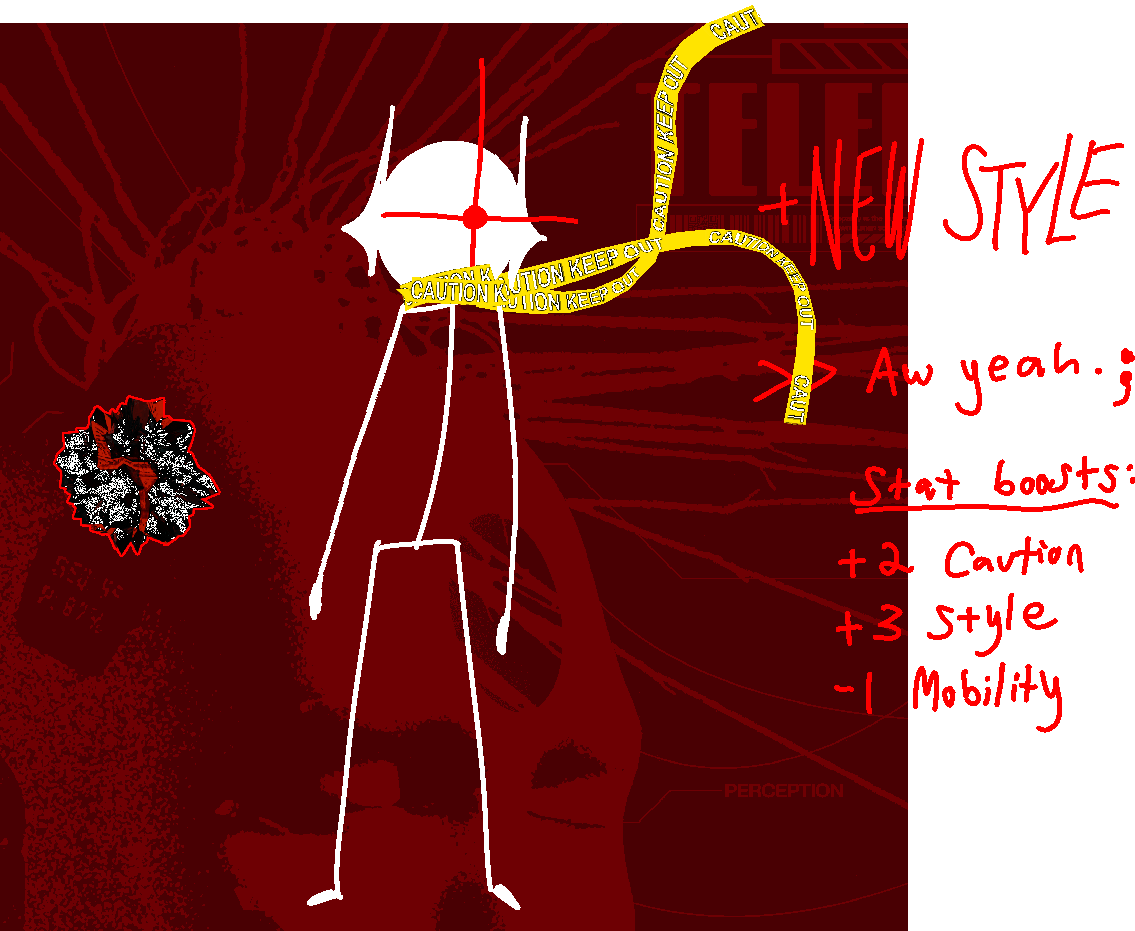 CAUT
CAUTION KEEP OUT
TELE
+NEW STYLE
CAUTION KEEP OUT
CAUTION KEEP OUT
CAUTION K
UTION KEEP OUT
CAUT
>> Aw yeah. ;
Stat boosts:
+2 Caution
+3 Style
-1 Mobility
PERCEPTION